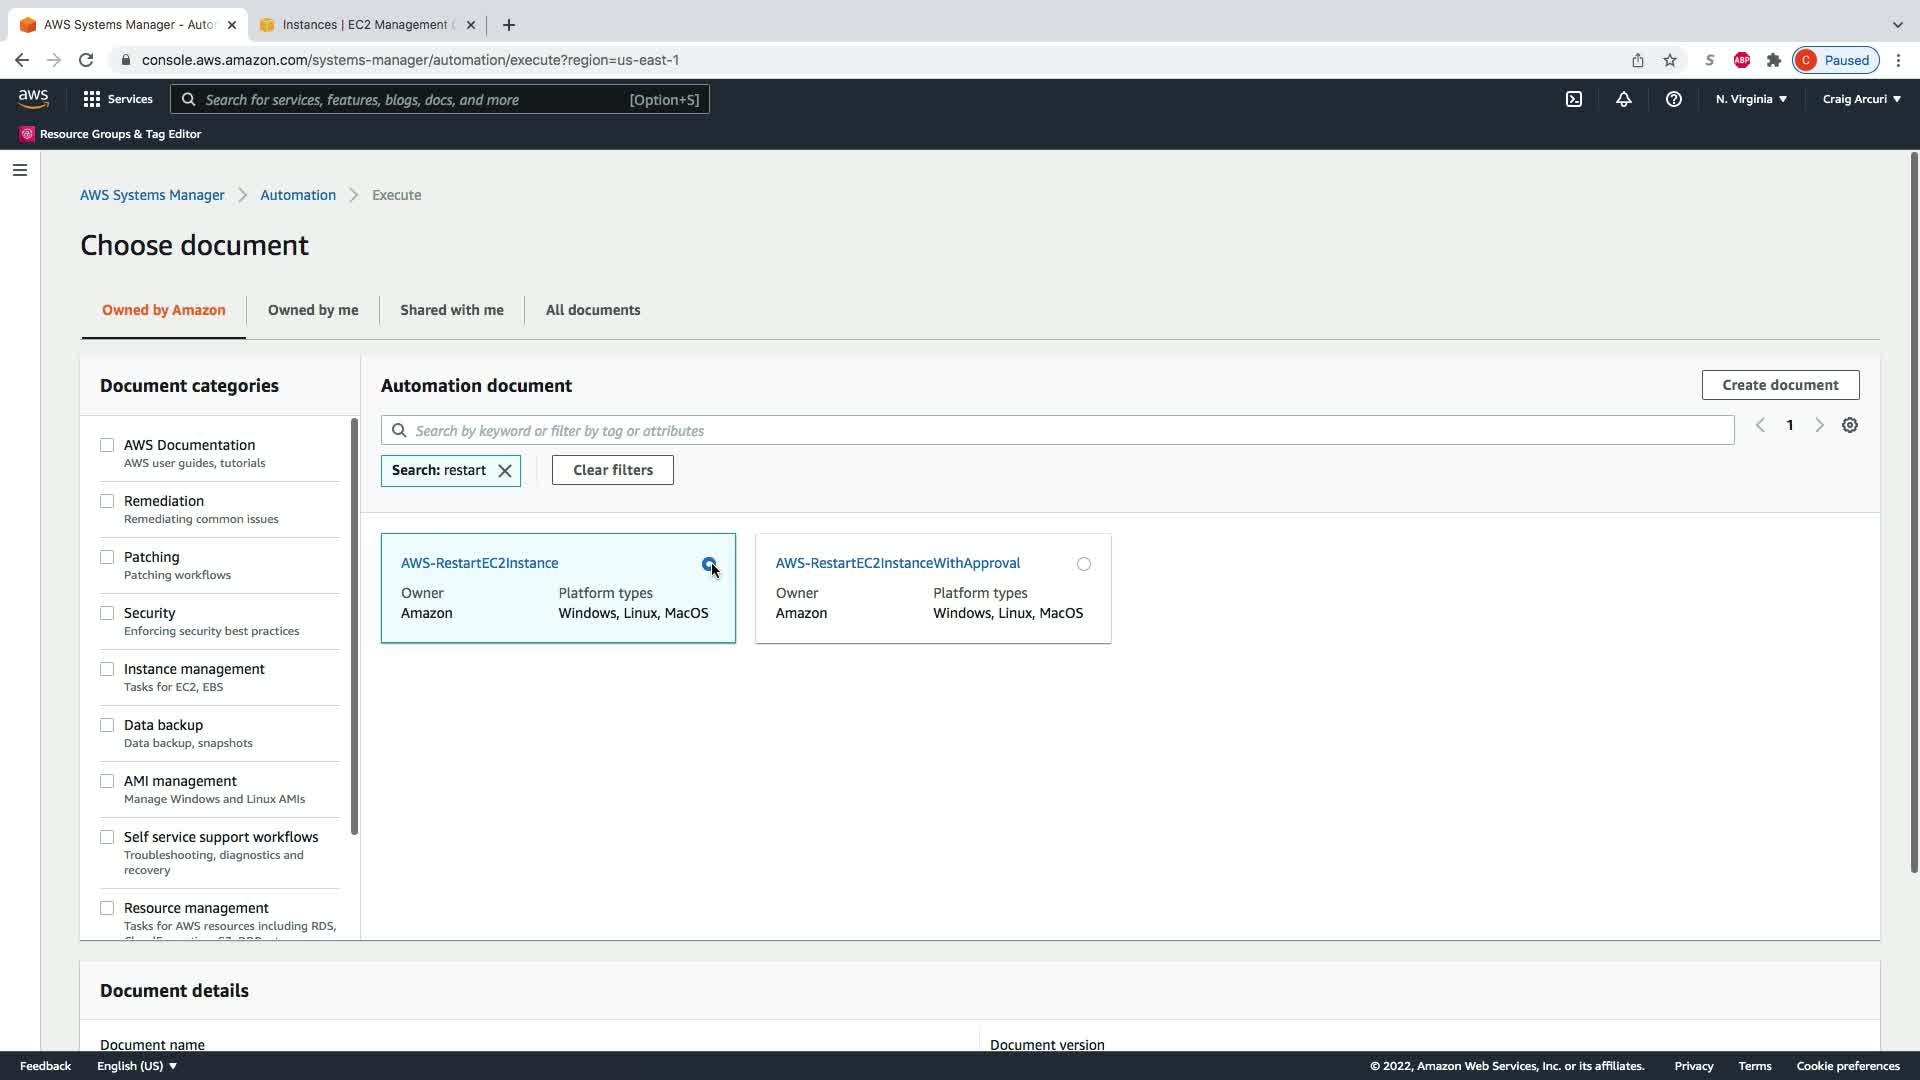 AWS Systems Manager - Auto
Instances | EC2 Management
console.aws.amazon.com/systems-manager/automation/execute?region=us-east-1
S
ABP
C
Paused
aws
Services
Search for services, features, blogs, docs, and more
[Option+S]
N. Virginia
Craig Arcuri
Resource Groups & Tag Editor
AWS Systems Manager
Automation
Execute
Choose document
Owned by Amazon
Owned by me
Shared with me
All documents
Document categories
AWS Documentation
AWS user guides, tutorials
Remediation
Remediating common issues
Patching
Patching workflows
Security
Enforcing security best practices
Instance management
Tasks for EC2, EBS
Data backup
Data backup, snapshots
AMI management
Manage Windows and Linux AMIs
Self service support workflows
Troubleshooting, diagnostics and
recovery
Resource management
Tasks for AWS resources including RDS,
Automation document
Create document
Search by keyword or filter by tag or attributes
1
Search: restart
Clear filters
AWS-RestartEC2Instance
Owner
Platform types
Amazon
Windows, Linux, MacOS
AWS-RestartEC2InstanceWithApproval
Owner
Platform types
Amazon
Windows, Linux, MacOS
Document details
Document name
Document version
Feedback
English (US)
© 2022, Amazon Web Services, Inc. or its affiliates.
Privacy
Terms
Cookie preferences